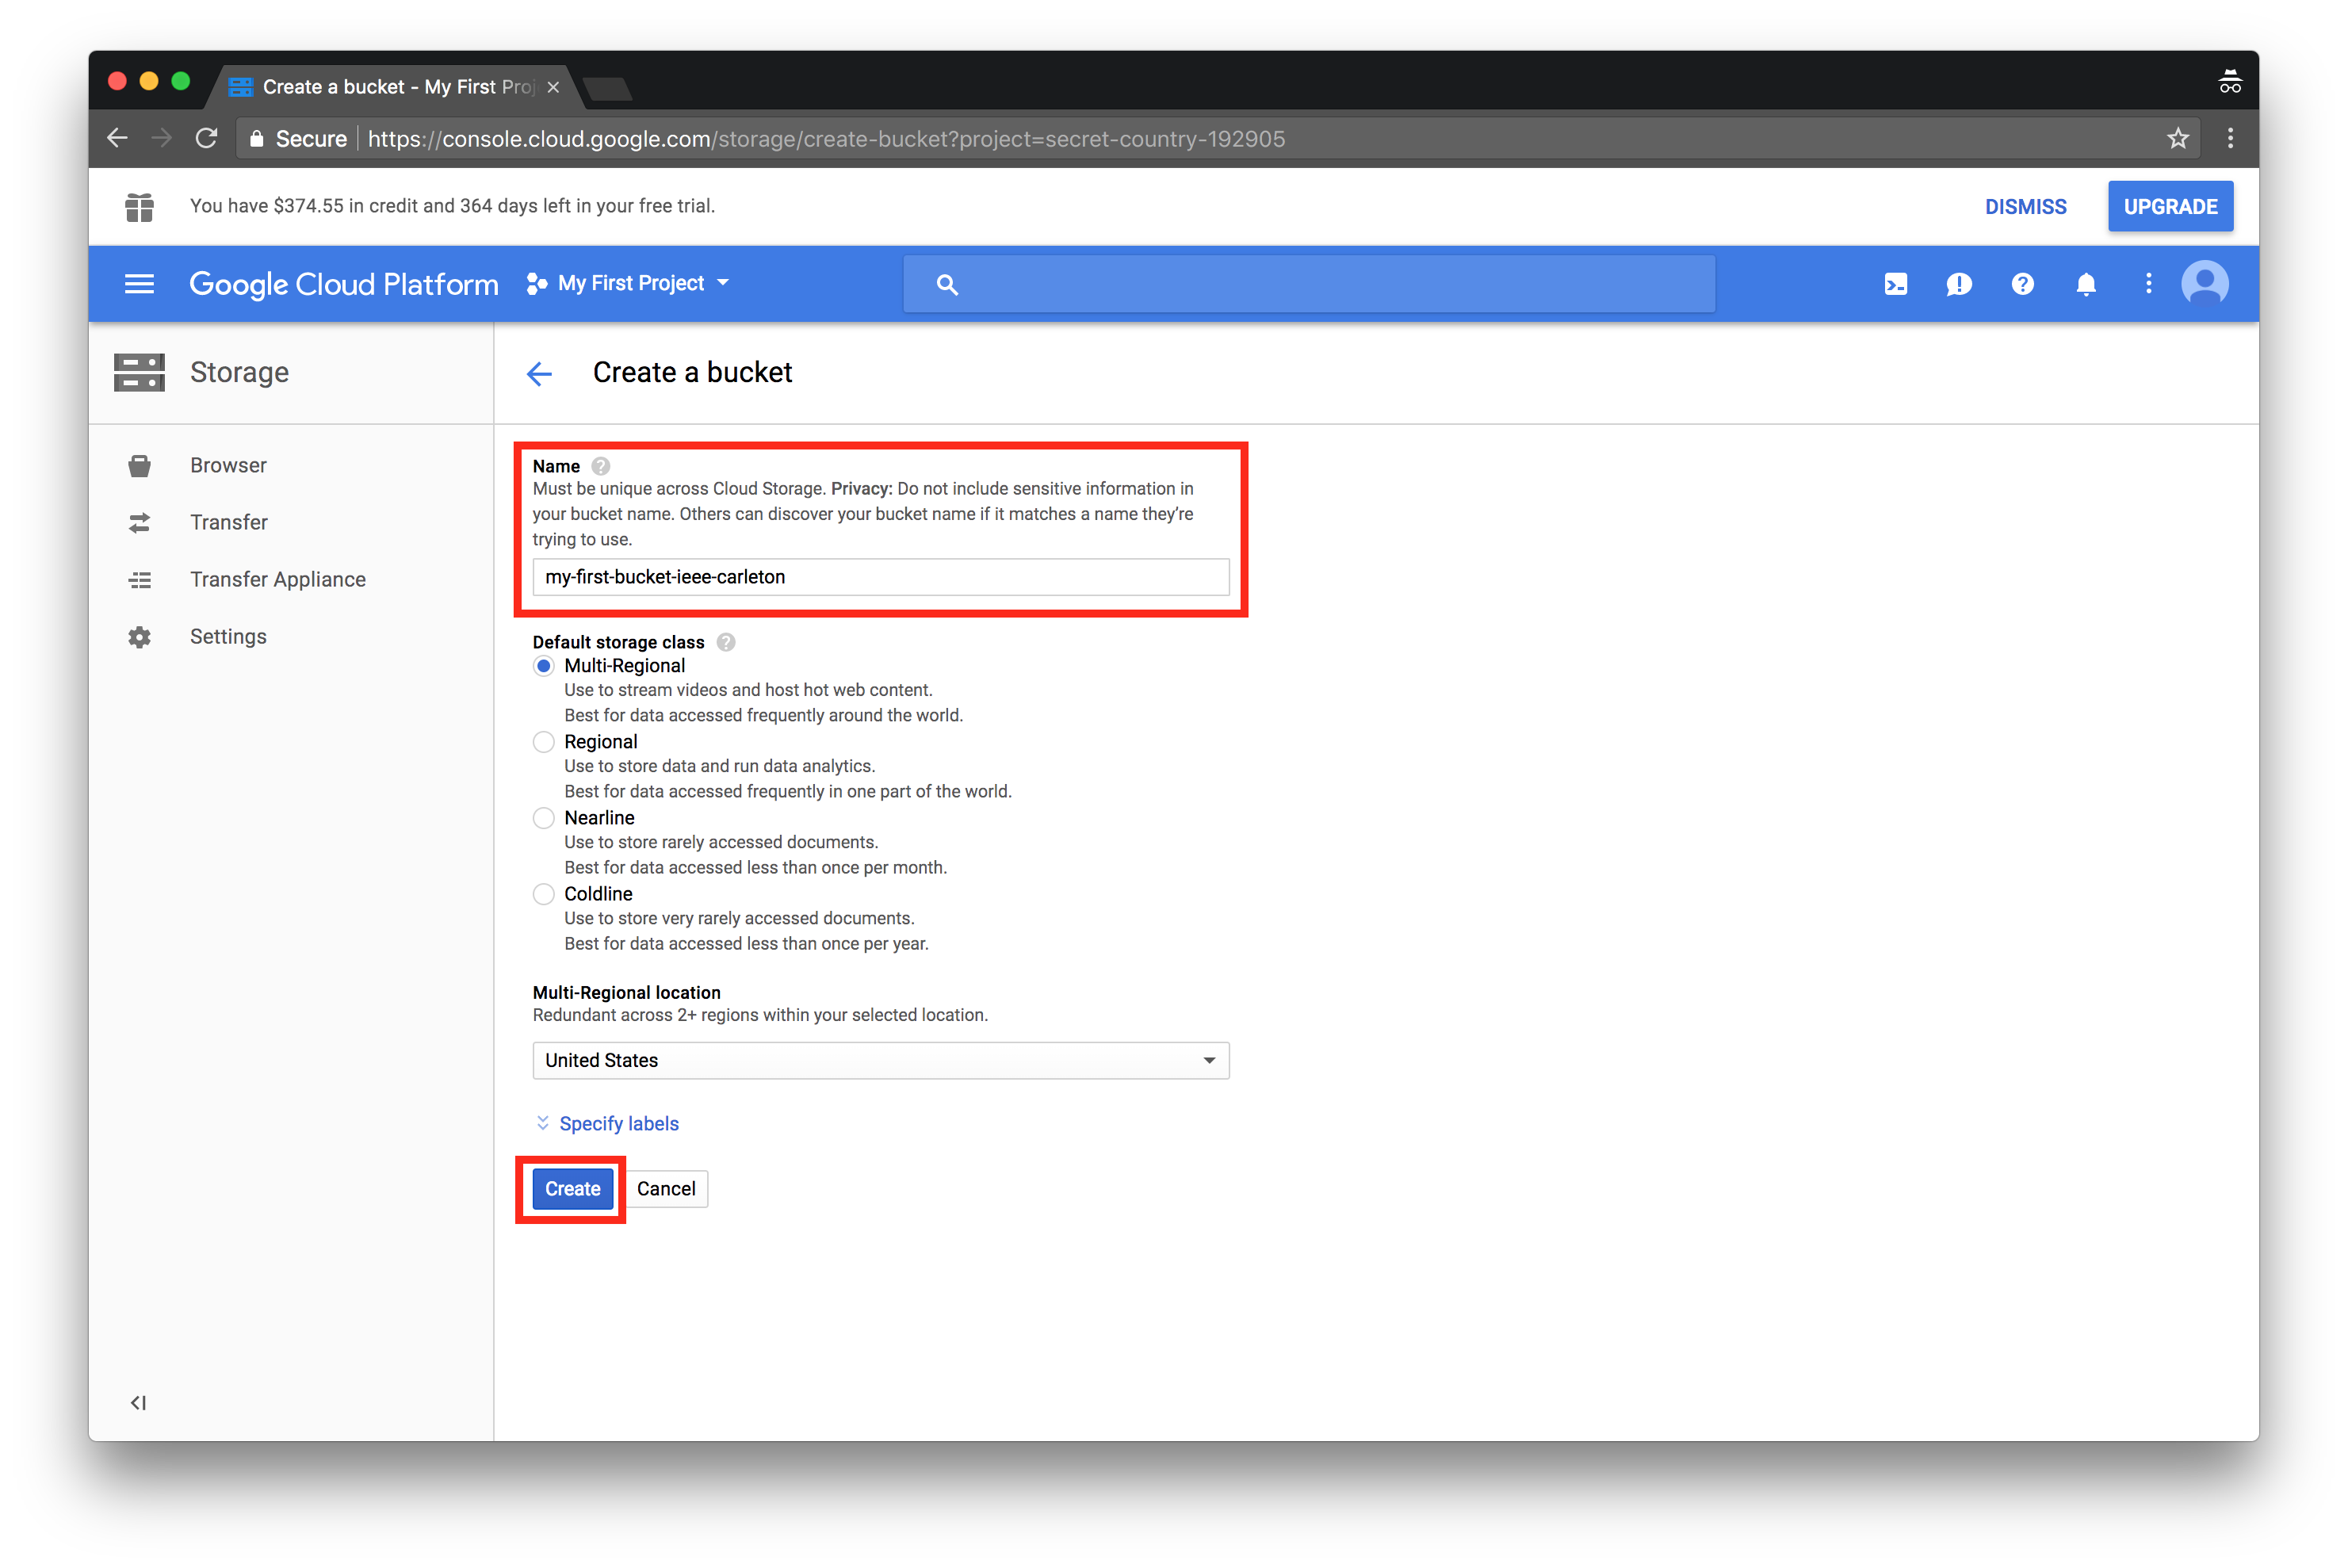 Create a bucket - My First Proj
Secure https://console.cloud.google.com/storage/create-bucket?project=secret-country-192905
You have $374.55 in credit and 364 days left in your free trial.
DISMISS
UPGRADE
Google Cloud Platform
My First Project
Storage
Create a bucket
Browser
Transfer
Transfer Appliance
Settings
Name
Must be unique across Cloud Storage. Privacy: Do not include sensitive information in
your bucket name. Others can discover your bucket name if it matches a name they’re
trying to use.
my-first-bucket-ieee-carleton
Default storage class
Multi-Regional
Use to stream videos and host hot web content.
Best for data accessed frequently around the world.
Regional
Use to store data and run data analytics.
Best for data accessed frequently in one part of the world.
Nearline
Use to store rarely accessed documents.
Best for data accessed less than once per month.
Coldline
Use to store very rarely accessed documents.
Best for data accessed less than once per year.
Multi-Regional location
Redundant across 2+ regions within your selected location.
United States
Specify labels
Create
Cancel